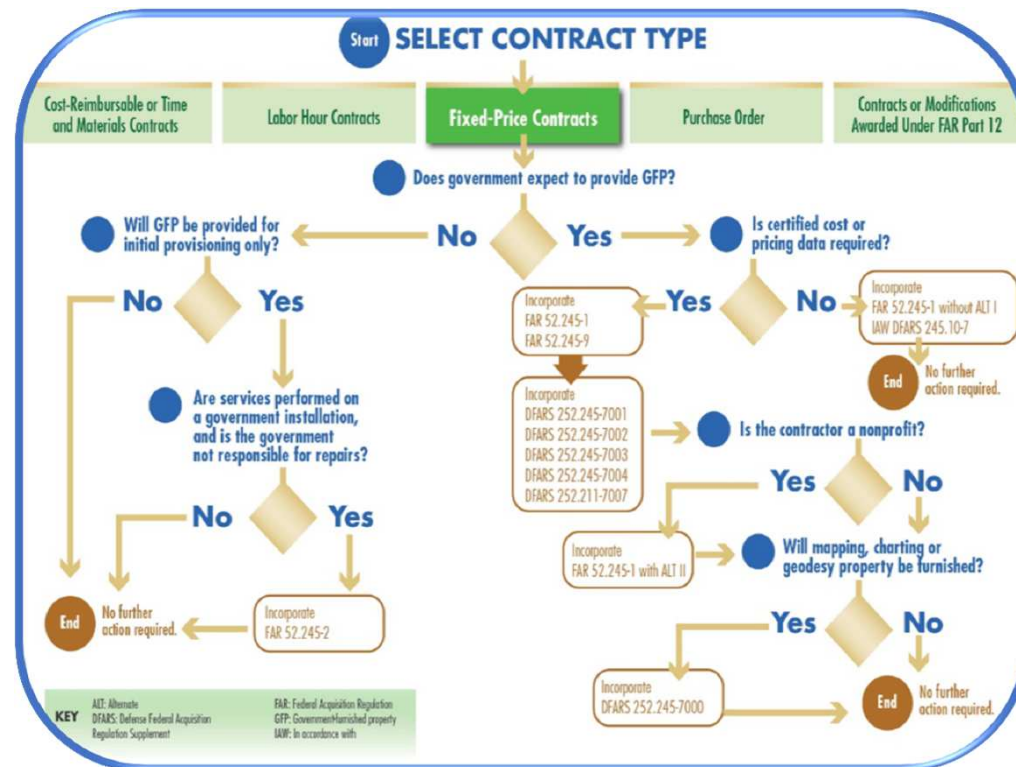 Start SELECT CONTRACT TYPE
Cost-Reimbursable or Time
and Materials Contracts
Labor Hour Contracts
Fixed-Price Contracts
Purchase Order
Contracts or Modifications
Awarded Under FAR Part 12
Does government expect to provide GFP?
No
Yes
Will GFP be provided for
initial provisioning only?
No
Yes
Are services performed on
a government installation,
and is the government
not responsible for repairs?
No
Yes
Incorporate
FAR 52.245-2
End
No further
action required.
Is certified cost or
pricing data required?
Yes
No
Incorporate
FAR 52.245-1 without ALT I
IAW DFARS 245.10-7
End
No further
action required.
Incorporate
FAR 52.245-1
FAR 52.245-9
Incorporate
DFARS 252.245-7001
DFARS 252.245-7002
DFARS 252.245-7003
DFARS 252.245-7004
DFARS 252.211-7007
Is the contractor a nonprofit?
Yes
No
Incorporate
FAR 52.245-1 with ALT II
Will mapping, charting or
geodesy property be furnished?
Yes
No
Incorporate
DFARS 252.245-7000
End
No further
action required.
KEY
ALT: Alternate
DFARS: Defense Federal Acquisition
Regulation Supplement
FAR: Federal Acquisition Regulation
GFP: Government-furnished property
IAW: In accordance with